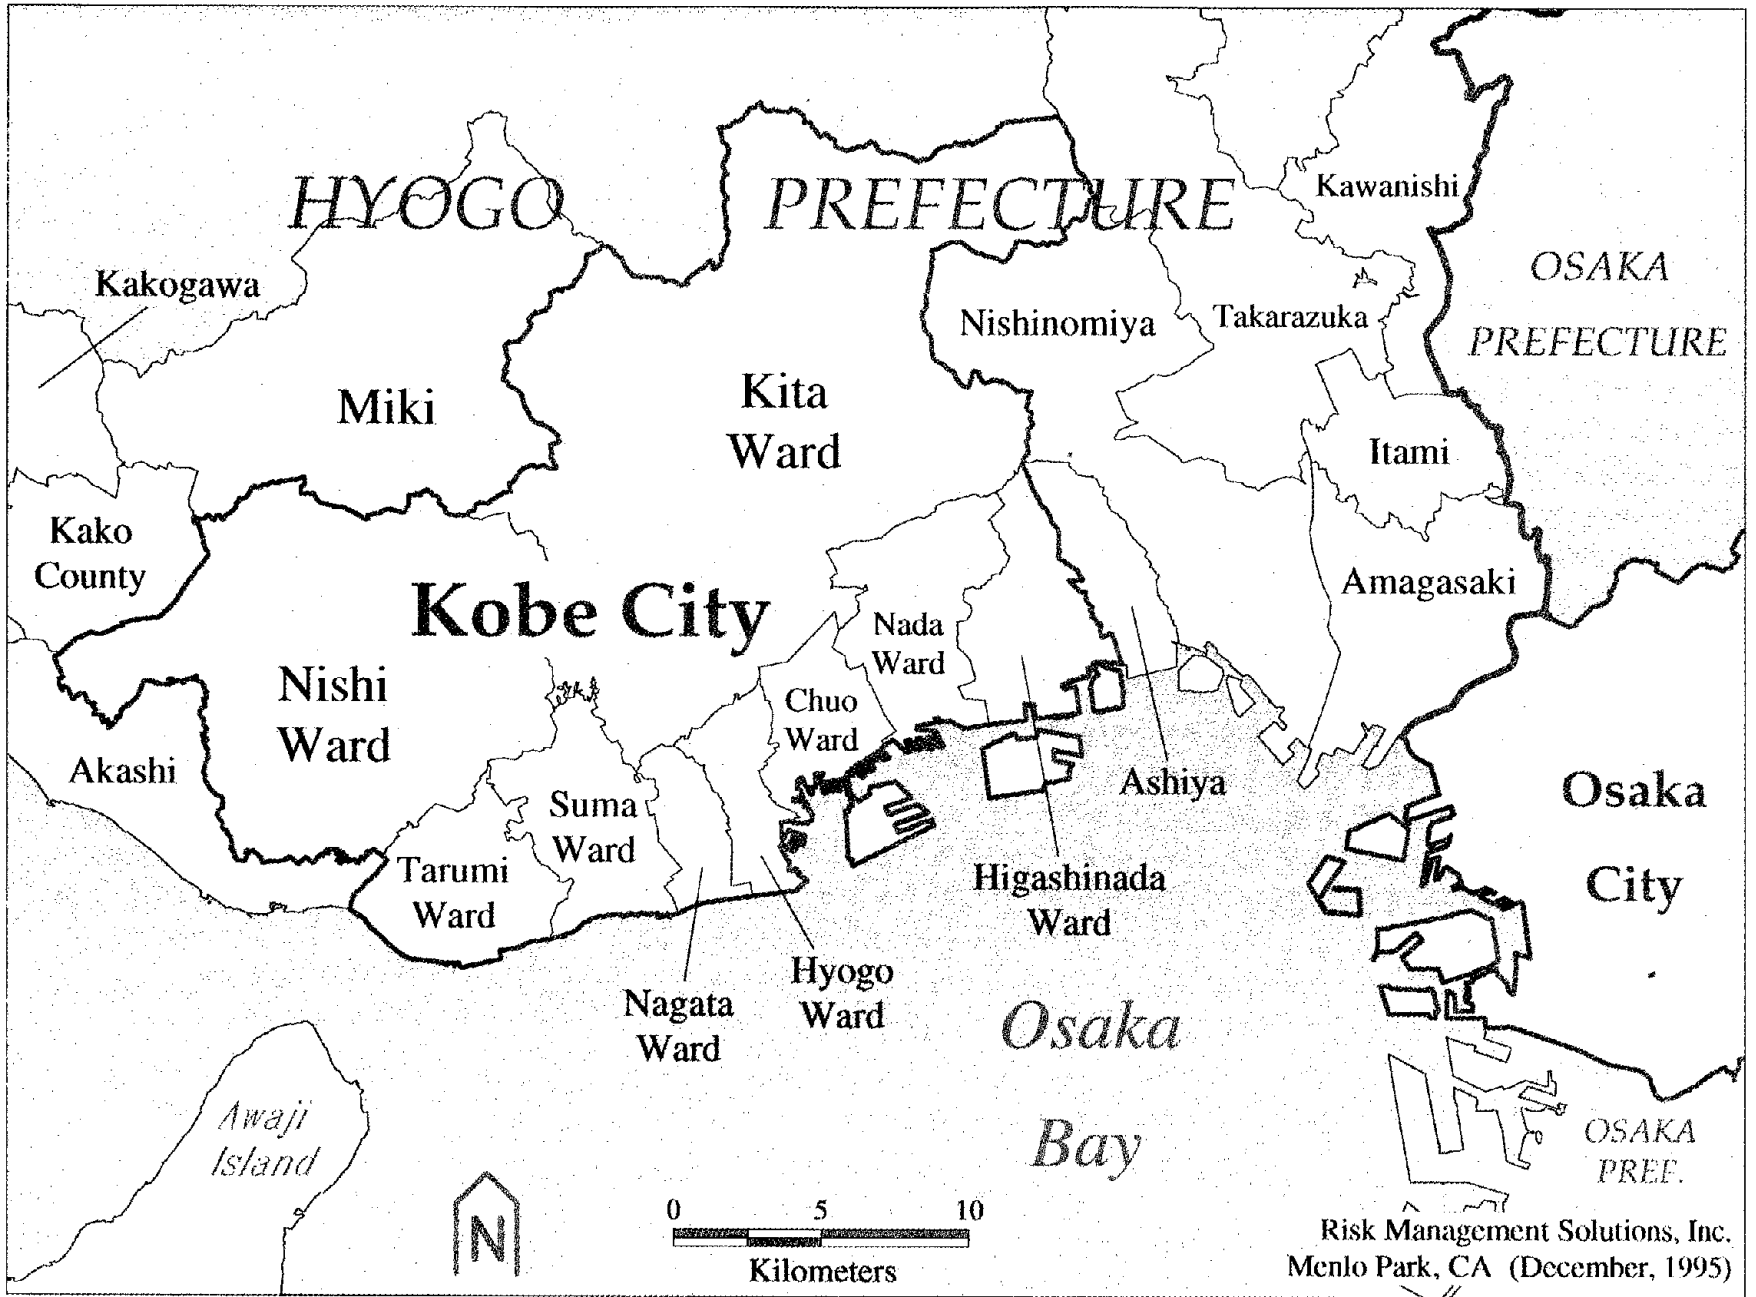 HYOGO PREFECTURE
Kawanishi
OSAKA
PREFECTURE
Kakogawa
Nishinomiya
Takarazuka
Miki
Kita
Ward
Itami
Kako
County
Kobe City
Amagasaki
Nada
Ward
Nishi
Ward
Chuo
Ward
Akashi
Ashiya
Osaka
City
Suma
Ward
Tarumi
Ward
Higashinada
Ward
Hyogo
Ward
Nagata
Ward
Osaka
Bay
Awaji
Island
OSAKA
PREF.
N
0 5 10
Kilometers
Risk Management Solutions, Inc.
Menlo Park, CA (December, 1995)